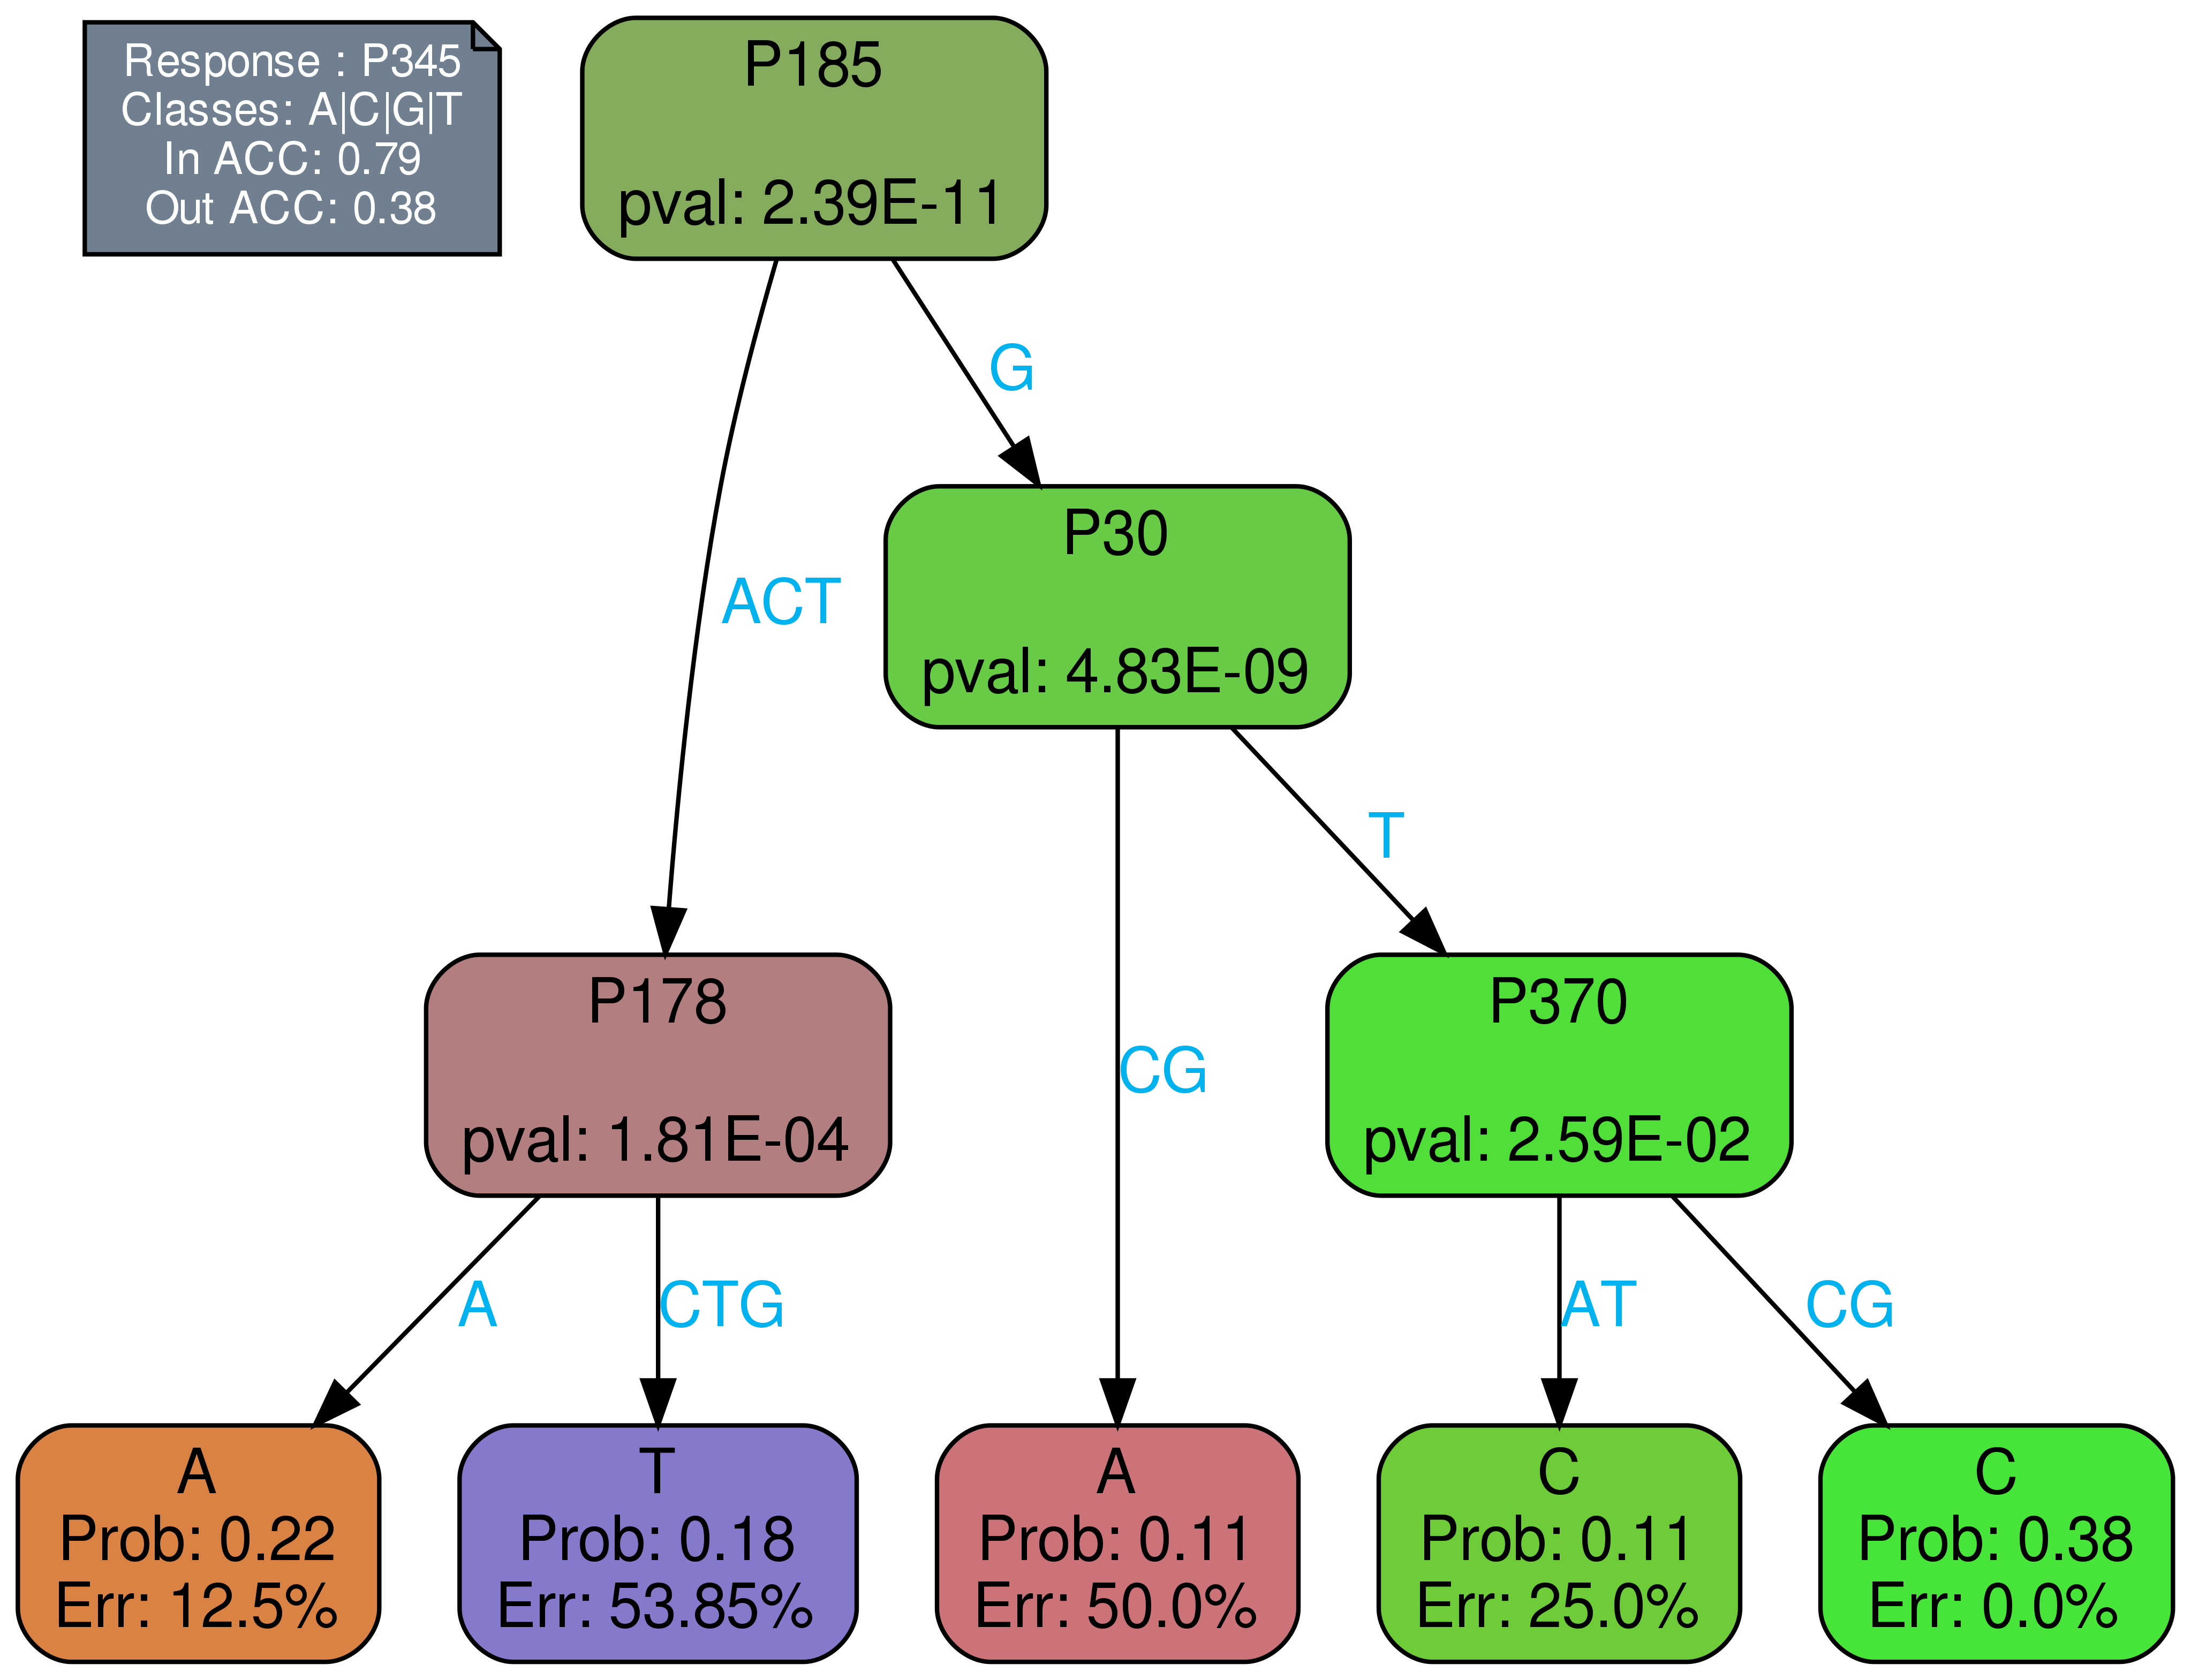 Response : P345
Classes: A|C|G|T
In ACC: 0.79
Out ACC: 0.38
P185
pval: 2.39E-11
G
ACT
P30
pval: 4.83E-09
T
CG
P178
pval: 1.81E-04
P370
pval: 2.59E-02
A
CTG
AT
CG
A
Prob: 0.22
Err: 12.5%
T
Prob: 0.18
Err: 53.85%
A
Prob: 0.11
Err: 50.0%
C
Prob: 0.11
Err: 25.0%
C
Prob: 0.38
Err: 0.0%